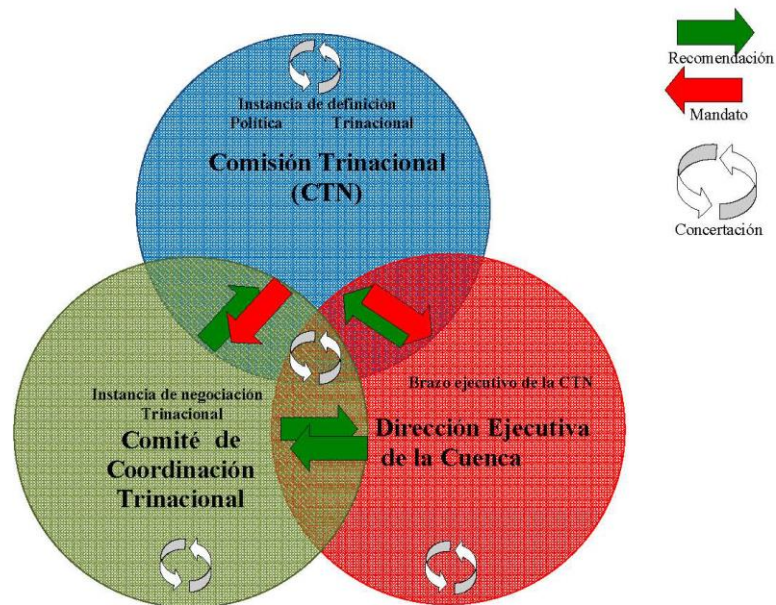 Recomendación
Mandato
Concertación
Instancia de definición
Política Trinacional
Comisión Trinacional
(CTN)
Instancia de negociación
Trinacional
Comité de
Coordinación
Trinacional
Brazo ejecutivo de la CTN
Dirección Ejecutiva
de la Cuenca